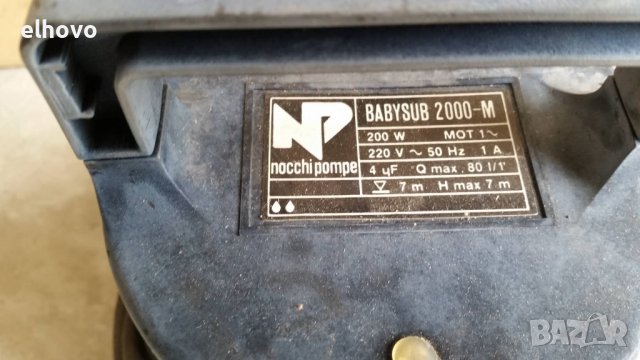 elhovo
NP
nocchi pompe
BABYSUB 2000-M
200 W MOT 1~
220 V ~ 50 Hz 1 A
4 µF Q max. 80 l/1'
7 m H max 7 m
BAZAR